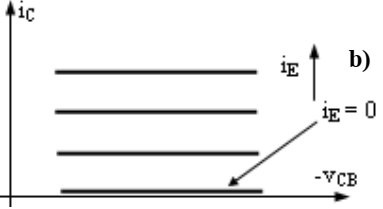 iC
iE
b)
iE = 0
-vCB